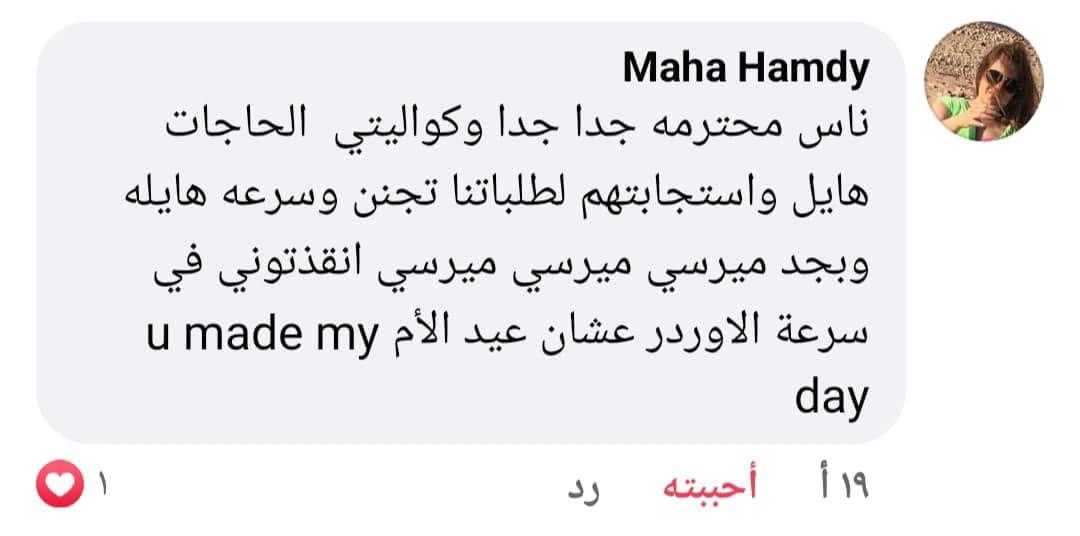 Maha Hamdy
ناس محترمه جدا جدا وكواليتي الحاجات
هايل واستجابتهم لطلباتنا تجنن وسرعه هايله
وبجد ميرسي ميرسي ميرسي انقذتوني في
سرعة الاوردر عشان عيد الأم u made my
day
١٩ أ أحببته رد ١